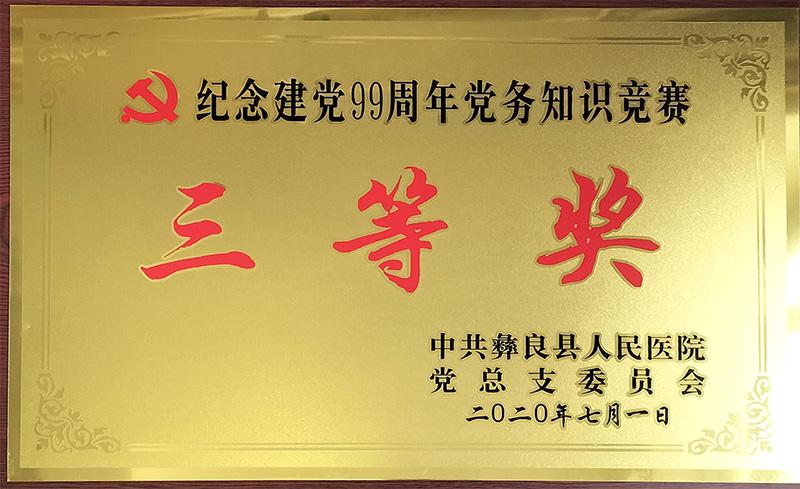 纪念建党99周年党务知识竞赛
三等奖
中共彝良县人民医院
党总支委员会
二〇二〇年七月一日